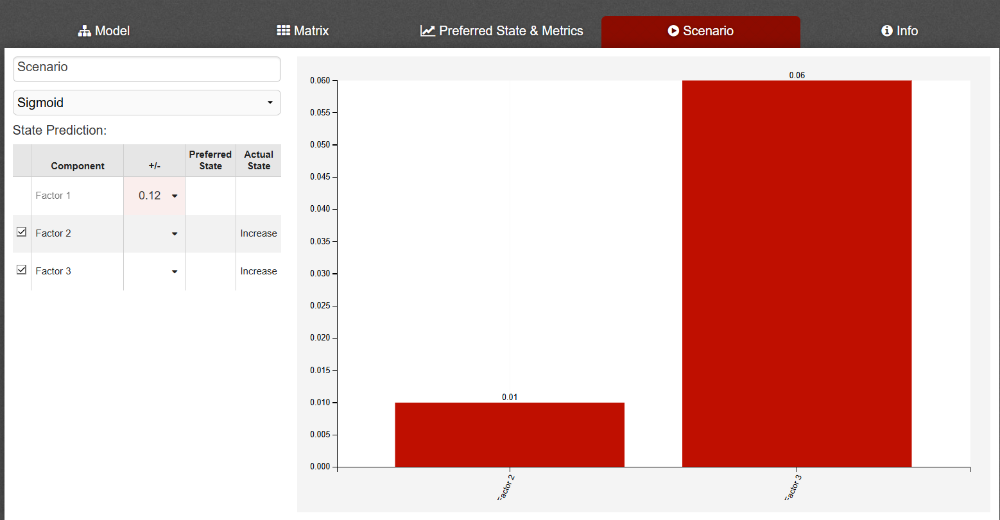 Model Matrix Preferred State & Metrics Scenario Info
Scenario
Sigmoid
State Prediction:
Component +/- Preferred State Actual State
Factor 1 0.12
Factor 2 Increase
Factor 3 Increase
0.060
0.055
0.050
0.045
0.040
0.035
0.030
0.025
0.020
0.015
0.010
0.005
0.000
0.01
0.06
Factor 2
Factor 3